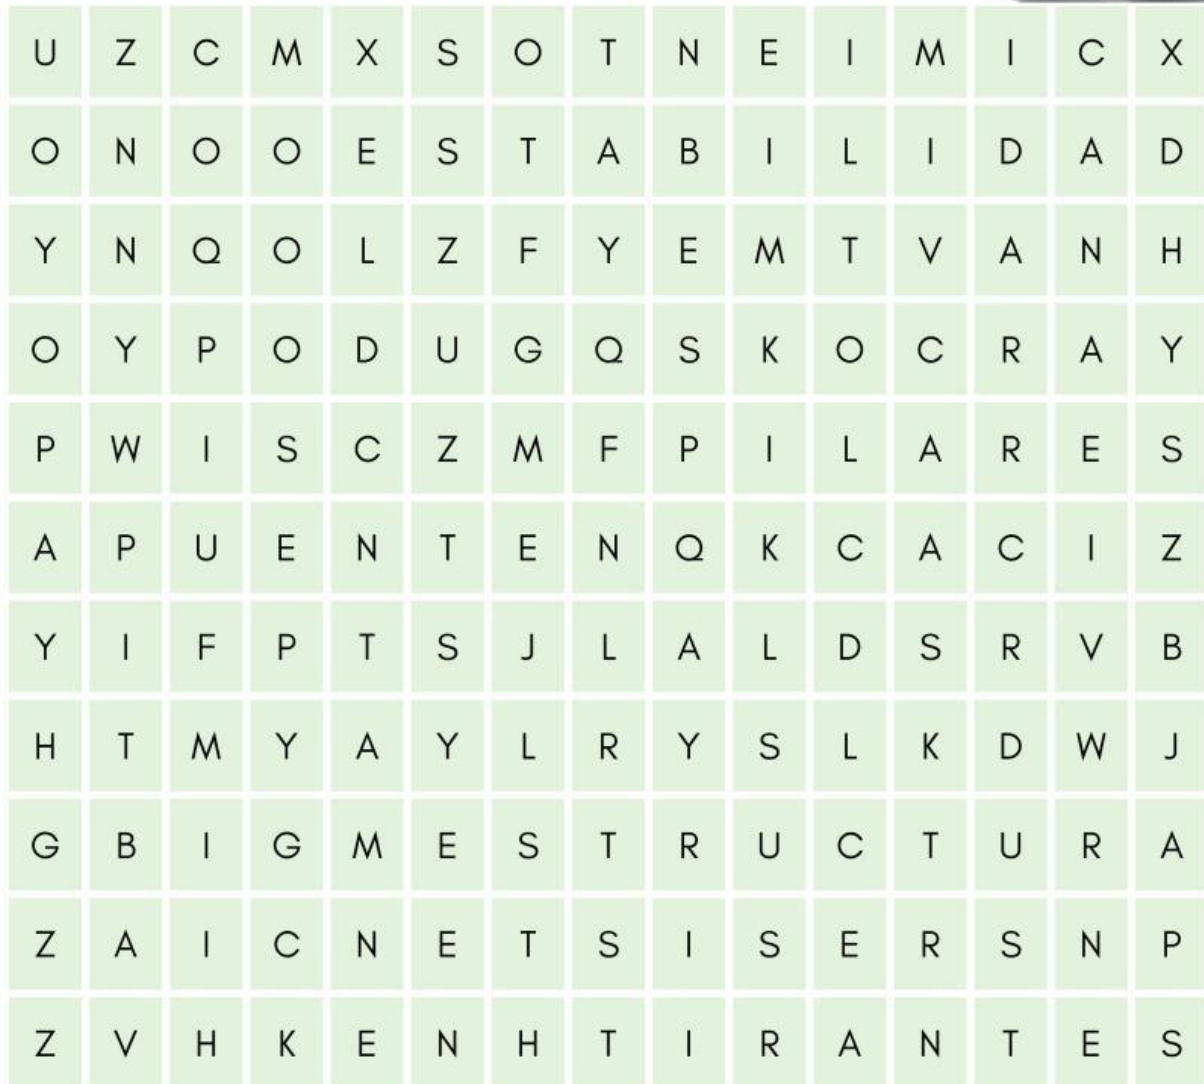 U Z C M X S O T N E I M I C X
O N O O E S T A B I L I D A D
Y N Q O L Z F Y E M T V A N H
O Y P O D U G Q S K O C R A Y
P W I S C Z M F P I L A R E S
A P U E N T E N Q K C A C I Z
Y I F P T S J L A L D S R V B
H T M Y A Y L R Y S L K D W J
G B I G M E S T R U C T U R A
Z A I C N E T S I S E R S N P
Z V H K E N H T I R A N T E S